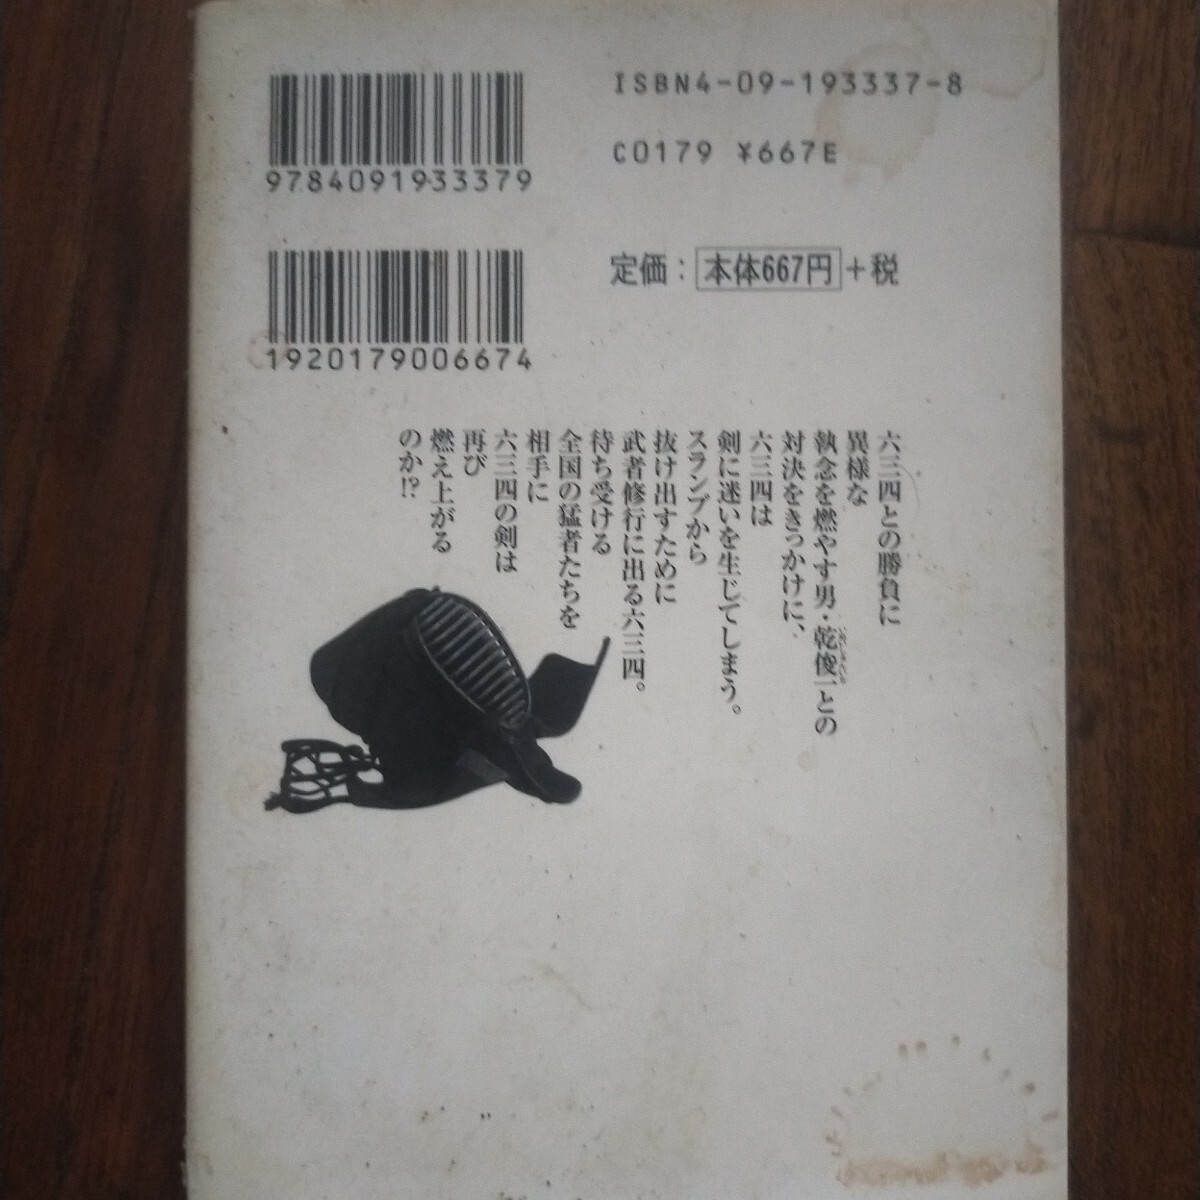 ISBN4-09-193337-8
C0179 ¥667E
9784091933379
定価：本体667円+税
1920179006674
六三四との勝負に
異様な
執念を燃やす男・乾俊一との
対決をきっかけに、
六三四は
剣に迷いを生じてしまう。
スランプから
抜け出すために
武者修行に出る六三四。
待ち受ける
全国の猛者たちを
相手に
六三四の剣は
再び
燃え上がる
のか!?